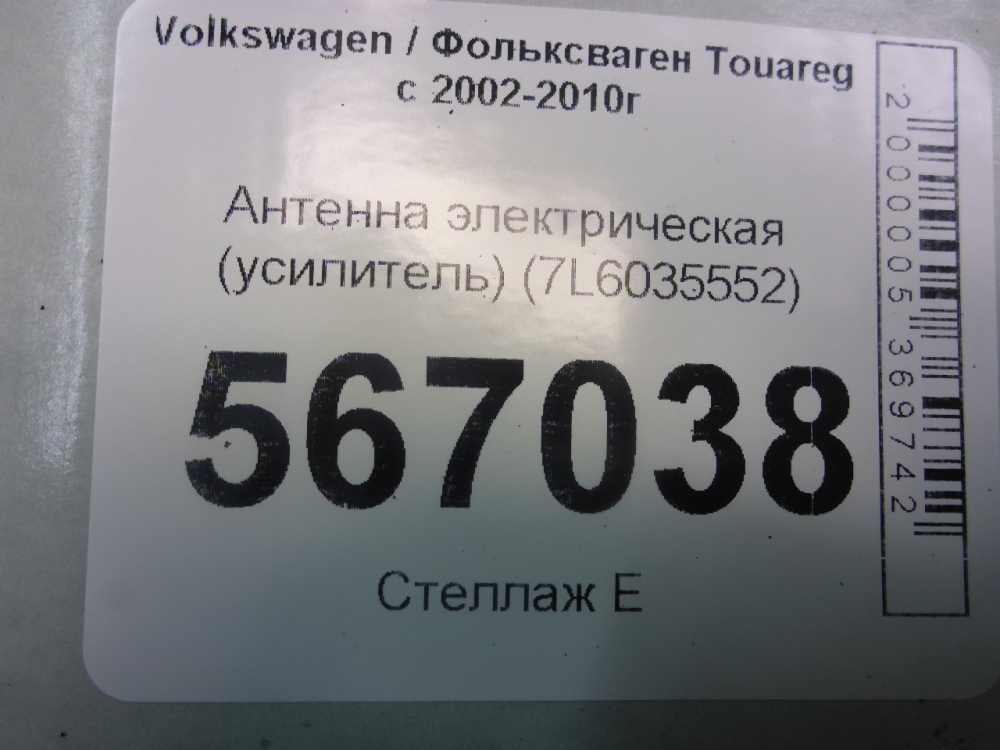 Volkswagen / Фольксваген Touareg
с 2002-2010г
Антенна электрическая
(усилитель) (7L6035552)
567038
Стеллаж Е
2000005369742